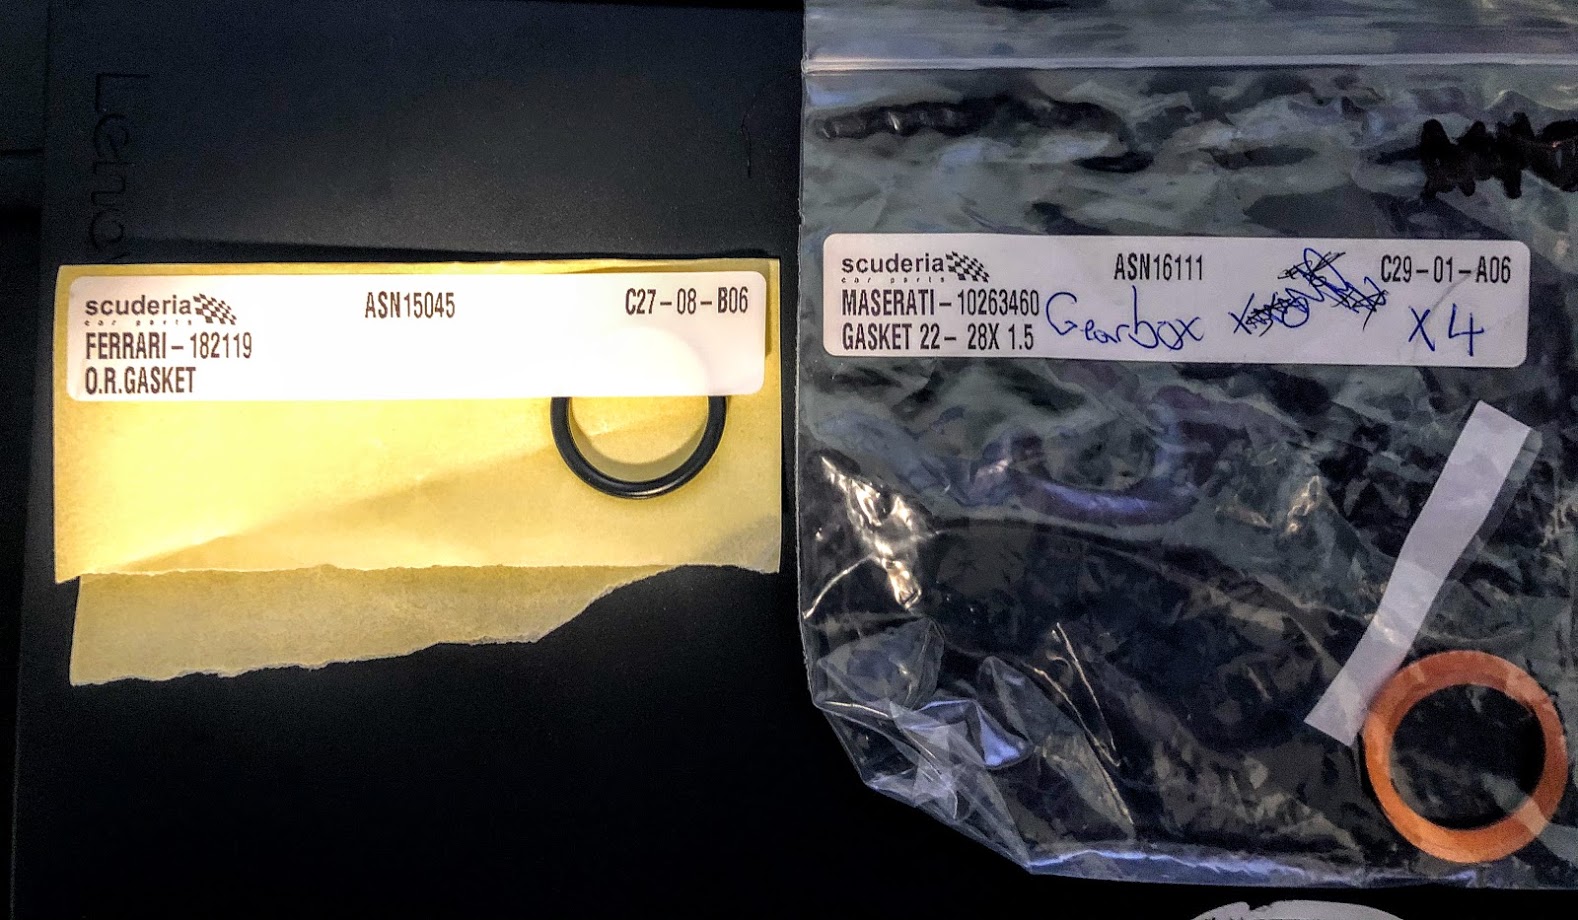 Leno
scuderia
car parts
ASN15045
C27-08-B06
FERRARI-182119
O.R.GASKET
scuderia
car parts
ASN16111
C29-01-A06
MASERATI-10263460
GASKET 22- 28X 1.5
Gearbox
X4